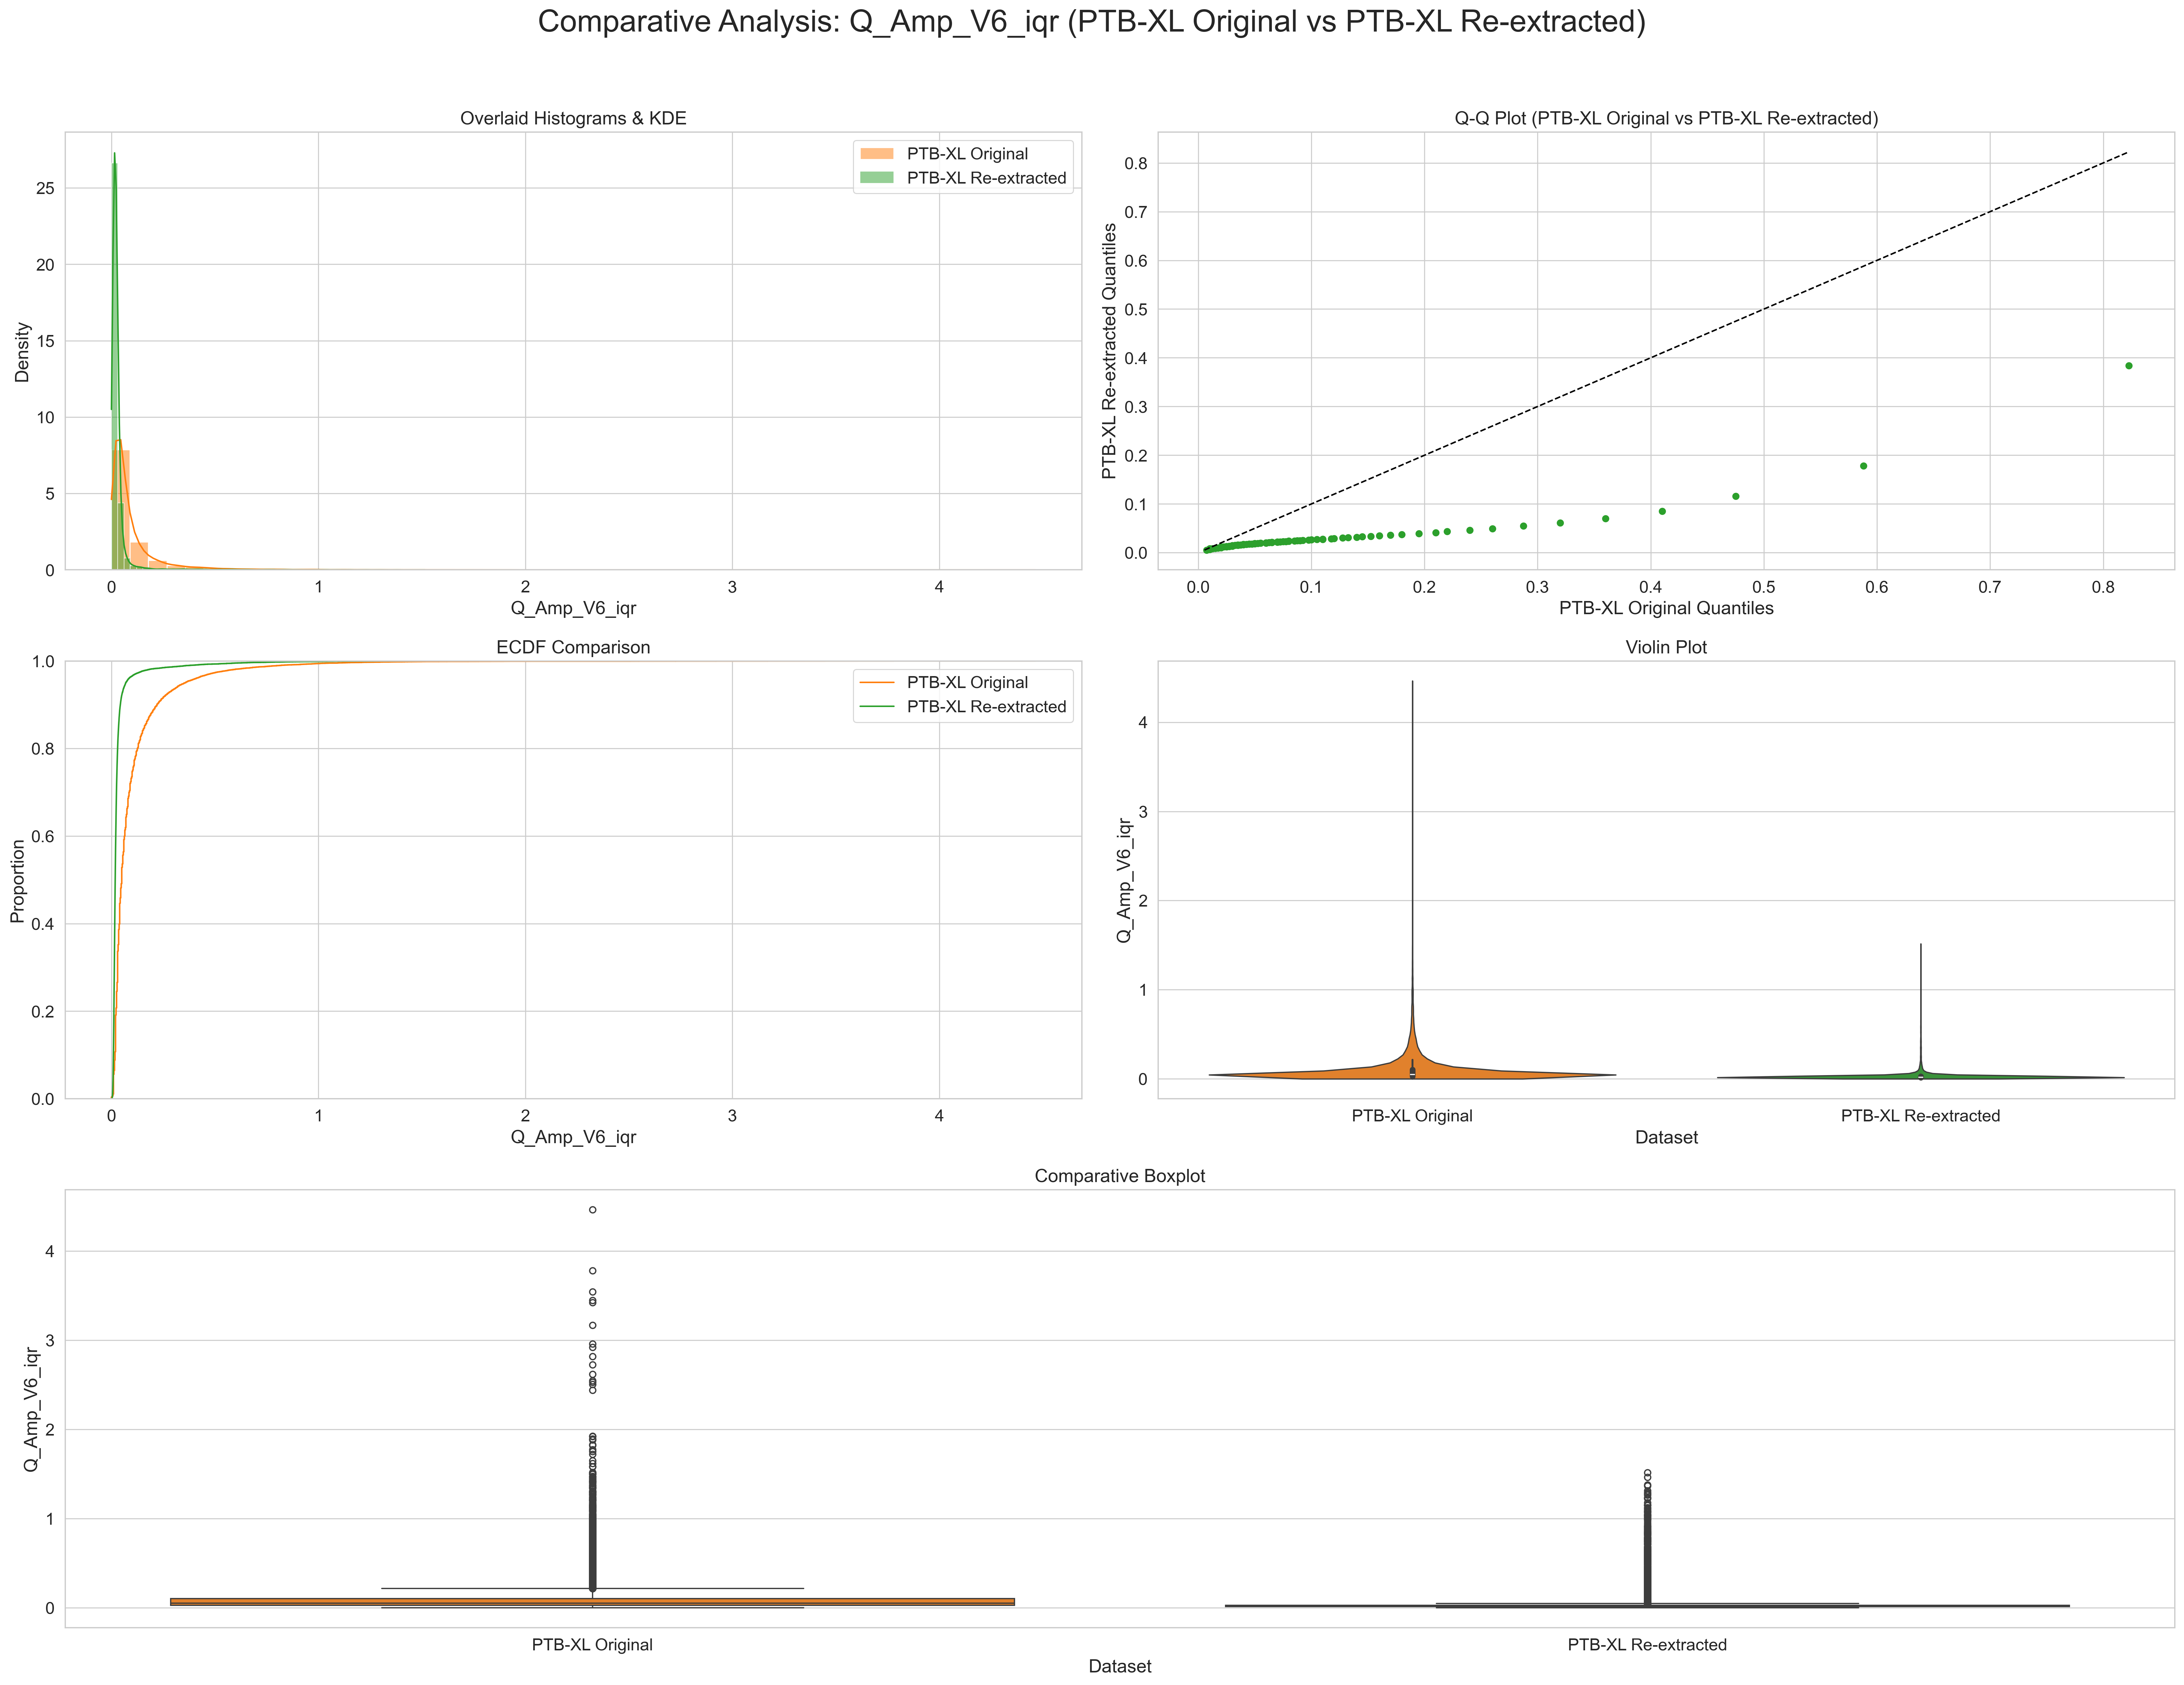 Comparative Analysis: Q_Amp_V6_iqr (PTB-XL Original vs PTB-XL Re-extracted)
Overlaid Histograms & KDE
PTB-XL Original
PTB-XL Re-extracted
Density
25
20
15
10
5
0
0 1 2 3 4
Q_Amp_V6_iqr
Q-Q Plot (PTB-XL Original vs PTB-XL Re-extracted)
PTB-XL Re-extracted Quantiles
0.8
0.7
0.6
0.5
0.4
0.3
0.2
0.1
0.0
0.0 0.1 0.2 0.3 0.4 0.5 0.6 0.7 0.8
PTB-XL Original Quantiles
ECDF Comparison
PTB-XL Original
PTB-XL Re-extracted
Proportion
1.0
0.8
0.6
0.4
0.2
0.0
0 1 2 3 4
Q_Amp_V6_iqr
Violin Plot
Q_Amp_V6_iqr
4
3
2
1
0
PTB-XL Original PTB-XL Re-extracted
Dataset
Comparative Boxplot
Q_Amp_V6_iqr
4
3
2
1
0
PTB-XL Original PTB-XL Re-extracted
Dataset